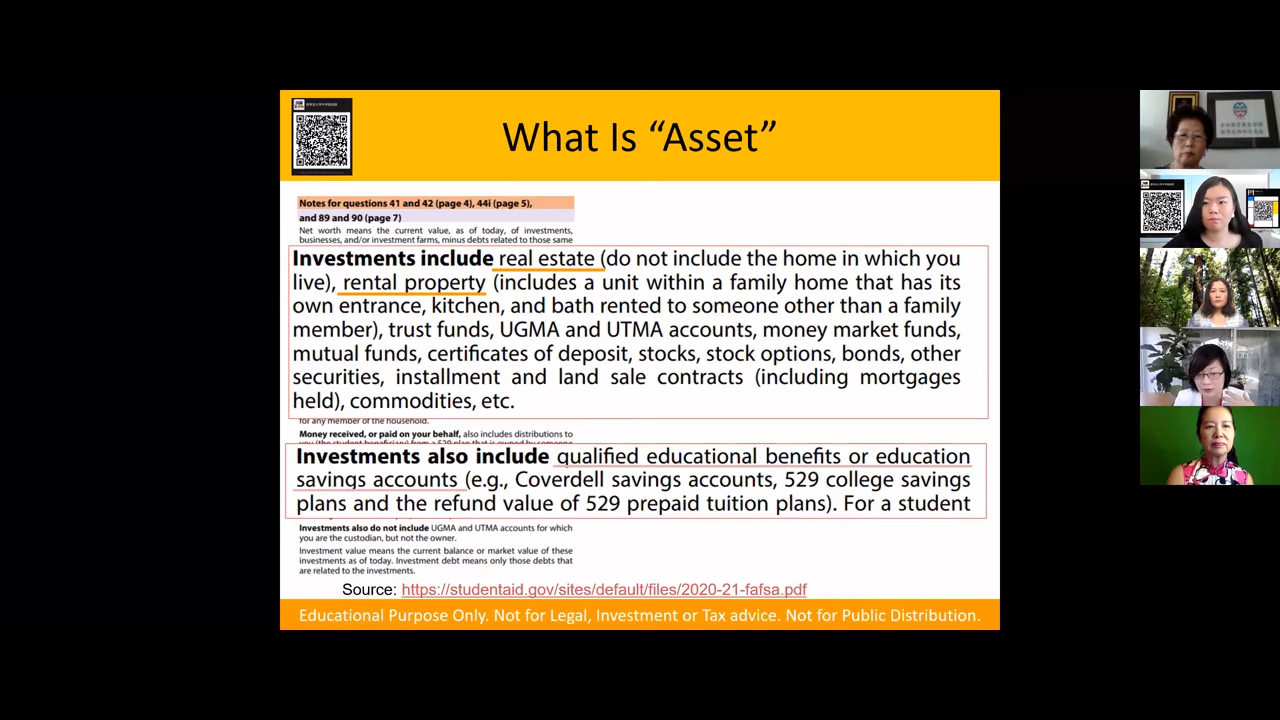 What Is “Asset”
Notes for questions 41 and 42 (page 4), 44i (page 5),
and 89 and 90 (page 7)
Net worth means the current value, as of today, of investments,
businesses, and/or investment farms, minus debts related to those same
Investments include real estate (do not include the home in which you
live), rental property (includes a unit within a family home that has its
own entrance, kitchen, and bath rented to someone other than a family
member), trust funds, UGMA and UTMA accounts, money market funds,
mutual funds, certificates of deposit, stocks, stock options, bonds, other
securities, installment and land sale contracts (including mortgages
held), commodities, etc.
for any member of the household.
Money received, or paid on your behalf, also includes distributions to
Investments also include qualified educational benefits or education
savings accounts (e.g., Coverdell savings accounts, 529 college savings
plans and the refund value of 529 prepaid tuition plans). For a student
Investments also do not include UGMA and UTMA accounts for which
you are the custodian, but not the owner.
Investment value means the current balance or market value of these
investments as of today. Investment debt means only those debts that
are related to the investments.
Source: https://studentaid.gov/sites/default/files/2020-21-fafsa.pdf
Educational Purpose Only. Not for Legal, Investment or Tax advice. Not for Public Distribution.